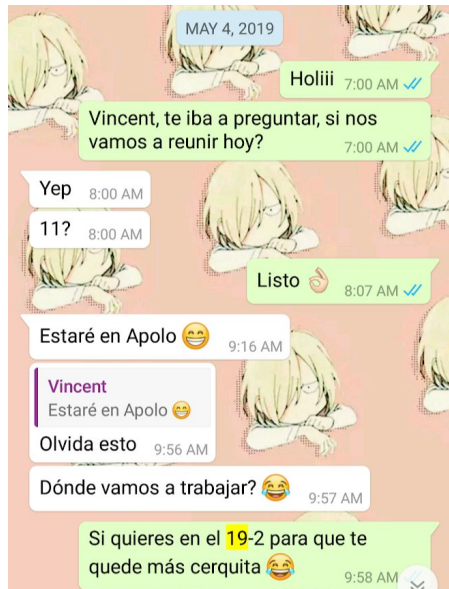 MAY 4, 2019
Holiii 7:00 AM
Vincent, te iba a preguntar, si nos
vamos a reunir hoy? 7:00 AM
Yep 8:00 AM
11? 8:00 AM
Listo 👌🏻 8:07 AM
Estaré en Apolo 😁 9:16 AM
Vincent
Estaré en Apolo 😁
Olvida esto 9:56 AM
Dónde vamos a trabajar? 😂 9:57 AM
Si quieres en el 19-2 para que te
quede más cerquita 😂 9:58 AM